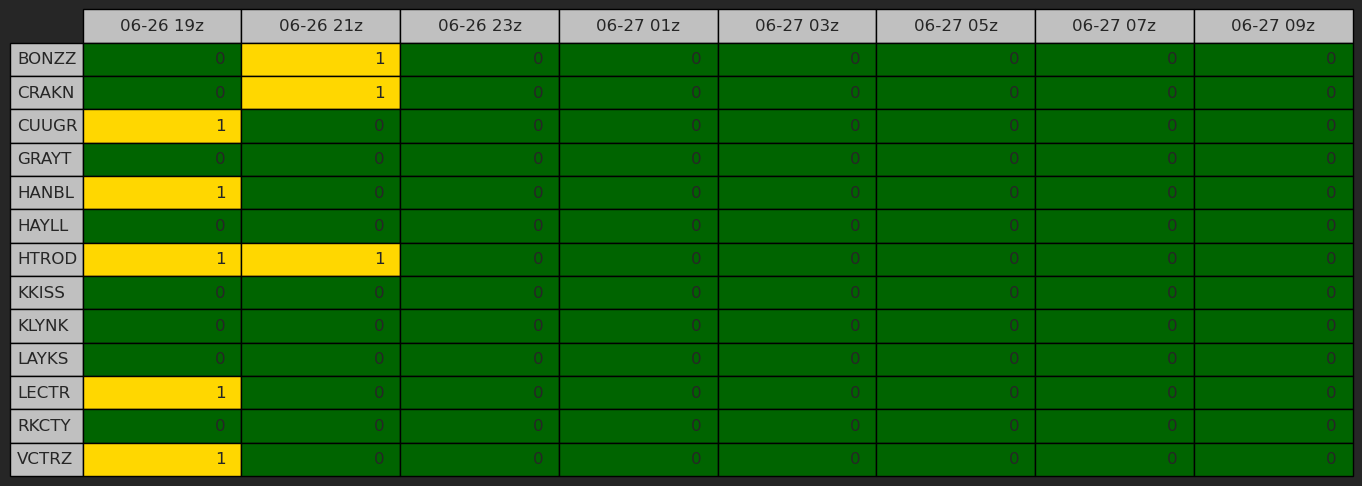 06-26 19z 06-26 21z 06-26 23z 06-27 01z 06-27 03z 06-27 05z 06-27 07z 06-27 09z
BONZZ 0 1 0 0 0 0 0 0
CRAKN 0 1 0 0 0 0 0 0
CUUGR 1 0 0 0 0 0 0 0
GRAYT 0 0 0 0 0 0 0 0
HANBL 1 0 0 0 0 0 0 0
HAYLL 0 0 0 0 0 0 0 0
HTROD 1 1 0 0 0 0 0 0
KKISS 0 0 0 0 0 0 0 0
KLYNK 0 0 0 0 0 0 0 0
LAYKS 0 0 0 0 0 0 0 0
LECTR 1 0 0 0 0 0 0 0
RKCTY 0 0 0 0 0 0 0 0
VCTRZ 1 0 0 0 0 0 0 0